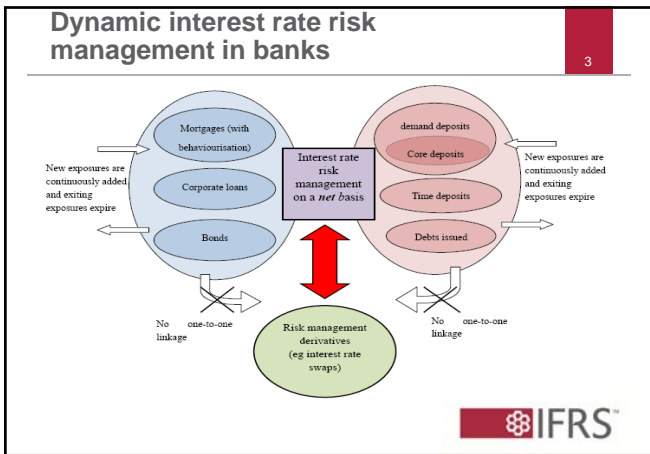 Dynamic interest rate risk
management in banks
3
Mortgages (with
behaviourisation)
Corporate loans
Bonds
New exposures are
continuously added
and exiting
exposures expire
Interest rate
risk
management
on a net basis
demand deposits
Core deposits
Time deposits
Debts issued
New exposures are
continuously added
and exiting
exposures expire
No one-to-one
linkage
Risk management
derivatives
(eg interest rate
swaps)
No one-to-one
linkage
IFRS™